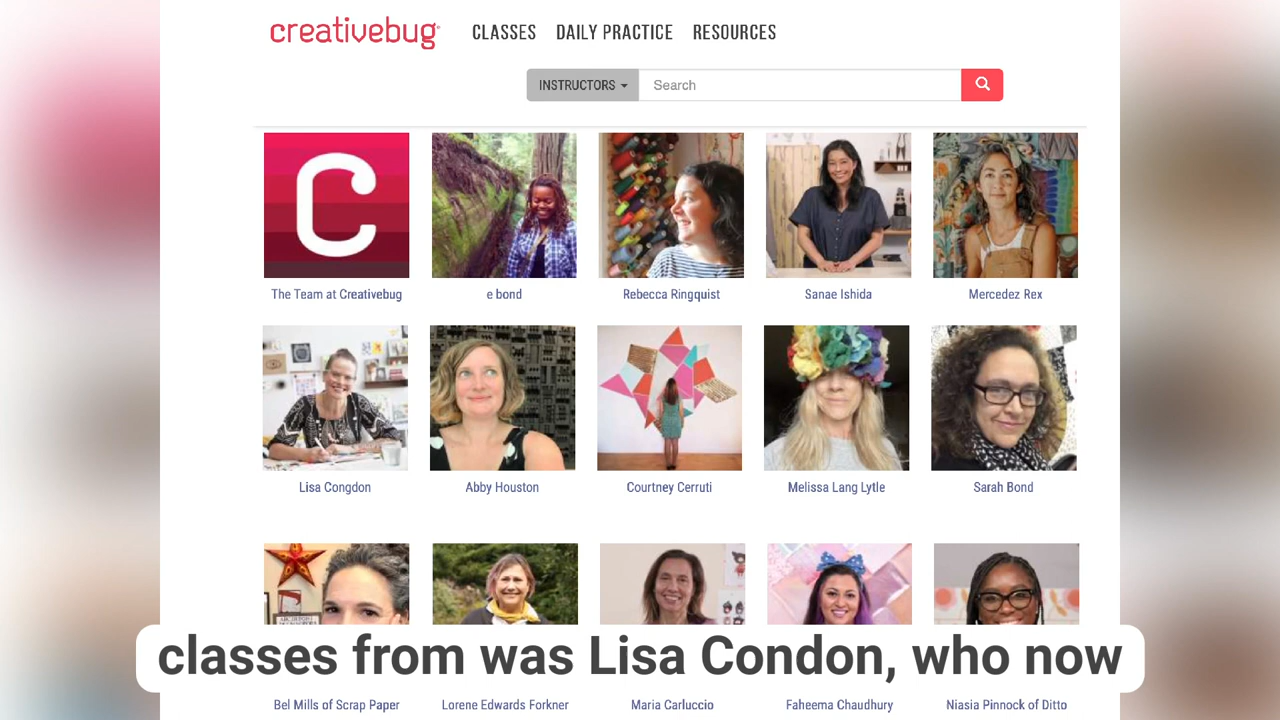 creativebug
CLASSES DAILY PRACTICE RESOURCES
INSTRUCTORS Search
C
The Team at Creativebug e bond Rebecca Ringquist Sanae Ishida Mercedez Rex
Lisa Congdon Abby Houston Courtney Cerruti Melissa Lang Lytle Sarah Bond
classes from was Lisa Condon, who now
Bel Mills of Scrap Paper Lorene Edwards Forkner Maria Carluccio Faheema Chaudhury Niasia Pinnock of Ditto